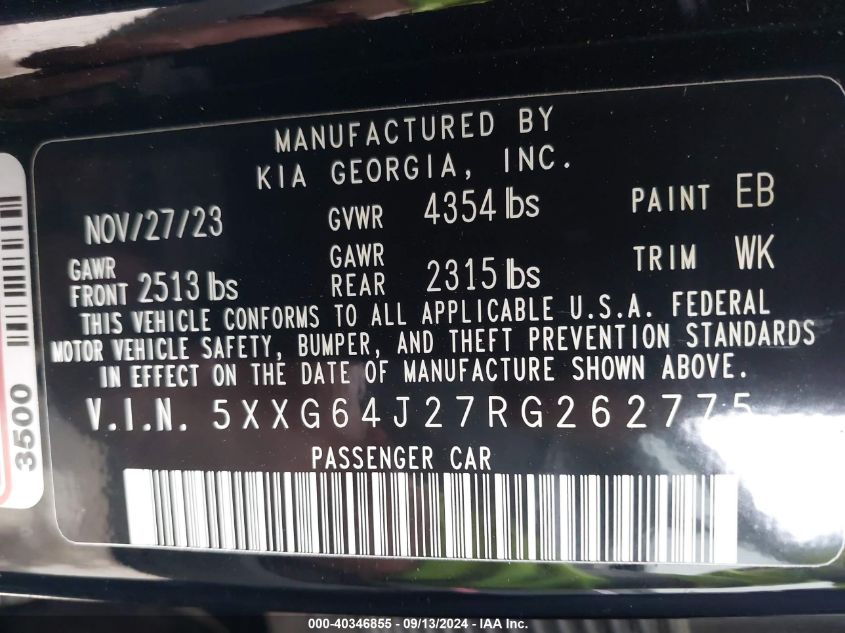 MANUFACTURED BY
KIA GEORGIA, INC.
NOV/27/23 GVWR 4354 lbs PAINT EB
GAWR FRONT 2513 lbs GAWR REAR 2315 lbs TRIM WK
THIS VEHICLE CONFORMS TO ALL APPLICABLE U.S.A. FEDERAL
MOTOR VEHICLE SAFETY, BUMPER, AND THEFT PREVENTION STANDARDS
IN EFFECT ON THE DATE OF MANUFACTURE SHOWN ABOVE.
V.I.N. 5XXG64J27RG262775
PASSENGER CAR
3500
000-40346855 - 09/13/2024 - IAA Inc.